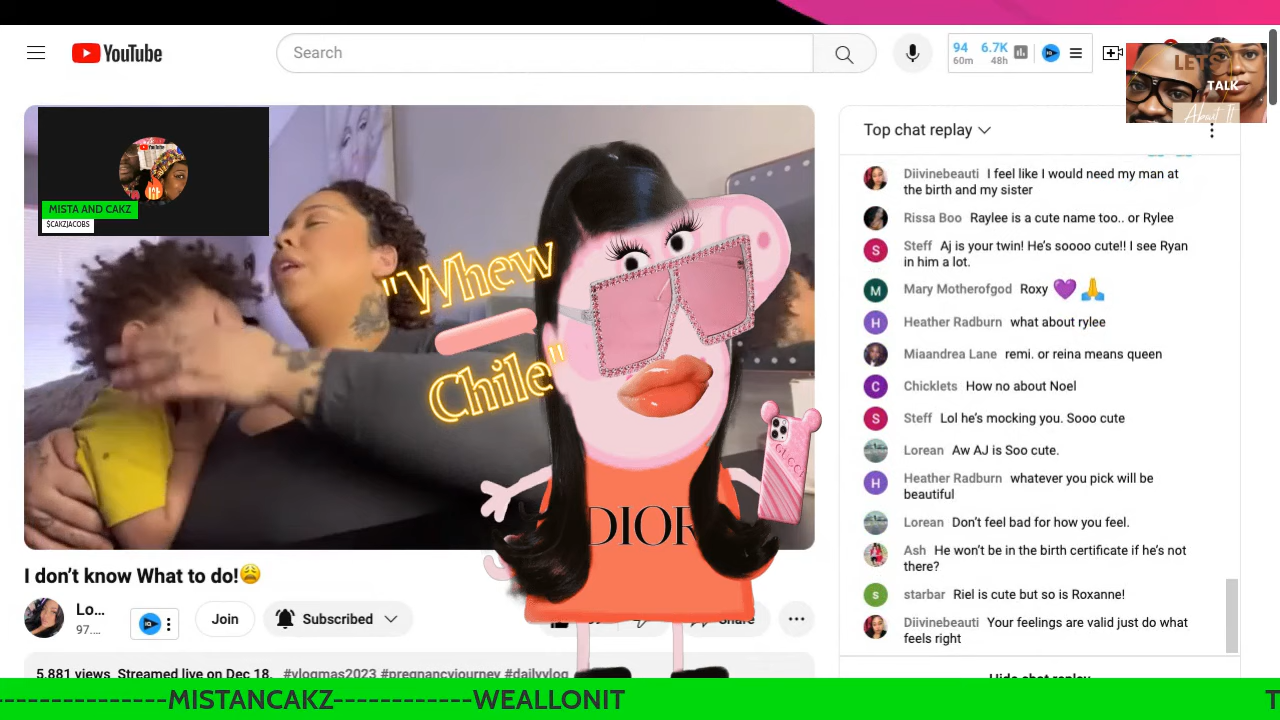 YouTube
Search
94 6.7K
60m 48h
LETS
TALK
About It
MISTA AND CAKZ
$CAKZJACOBS
"Whew
Chile"
GUCCI
DIOR
Top chat replay
Diivinebeauti I feel like I would need my man at
the birth and my sister
Rissa Boo Raylee is a cute name too.. or Rylee
Steff Aj is your twin! He's soooo cute!! I see Ryan
in him a lot.
Mary Motherofgod Roxy 💜🙏
Heather Radburn what about rylee
Miaandrea Lane remi. or reina means queen
Chicklets How no about Noel
Steff Lol he's mocking you. Sooo cute
Lorean Aw AJ is Soo cute.
Heather Radburn whatever you pick will be
beautiful
Lorean Don't feel bad for how you feel.
Ash He won't be in the birth certificate if he's not
there?
starbar Riel is cute but so is Roxanne!
Diivinebeauti Your feelings are valid just do what
feels right
Hide chat replay
I don't know What to do!😩
Lo...
97....
Join
Subscribed
Share
5,881 views Streamed live on Dec 18, #vlogmas2023 #pregnancyjourney #dailyvlog
---------------MISTANCAKZ------------WEALLONIT